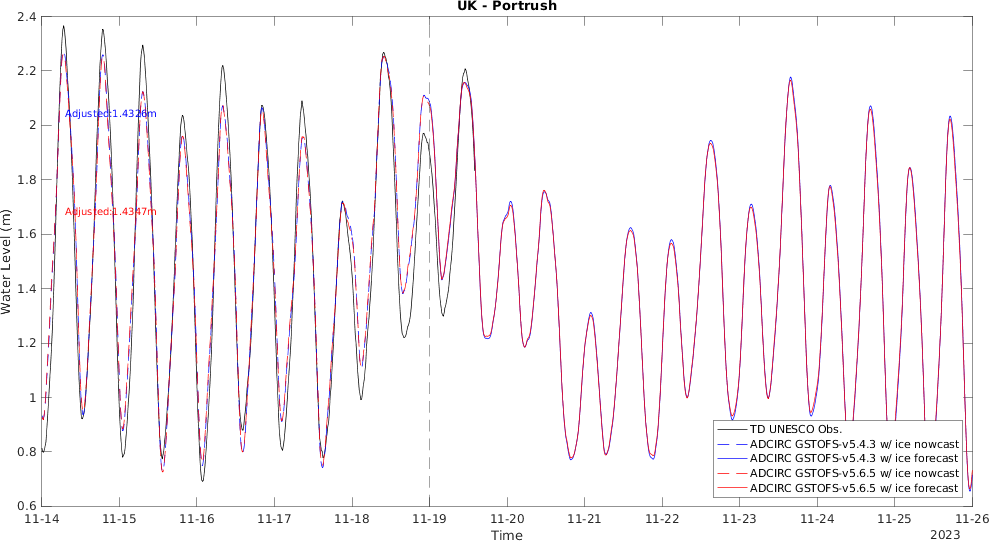 UK - Portrush
2.4
2.2
2
1.8
1.6
1.4
1.2
1
0.8
0.6
Water Level (m)
Adjusted:1.4326m
Adjusted:1.4347m
TD UNESCO Obs.
ADCIRC GSTOFS-v5.4.3 w/ ice nowcast
ADCIRC GSTOFS-v5.4.3 w/ ice forecast
ADCIRC GSTOFS-v5.6.5 w/ ice nowcast
ADCIRC GSTOFS-v5.6.5 w/ ice forecast
11-14 11-15 11-16 11-17 11-18 11-19 11-20 11-21 11-22 11-23 11-24 11-25 11-26
Time
2023